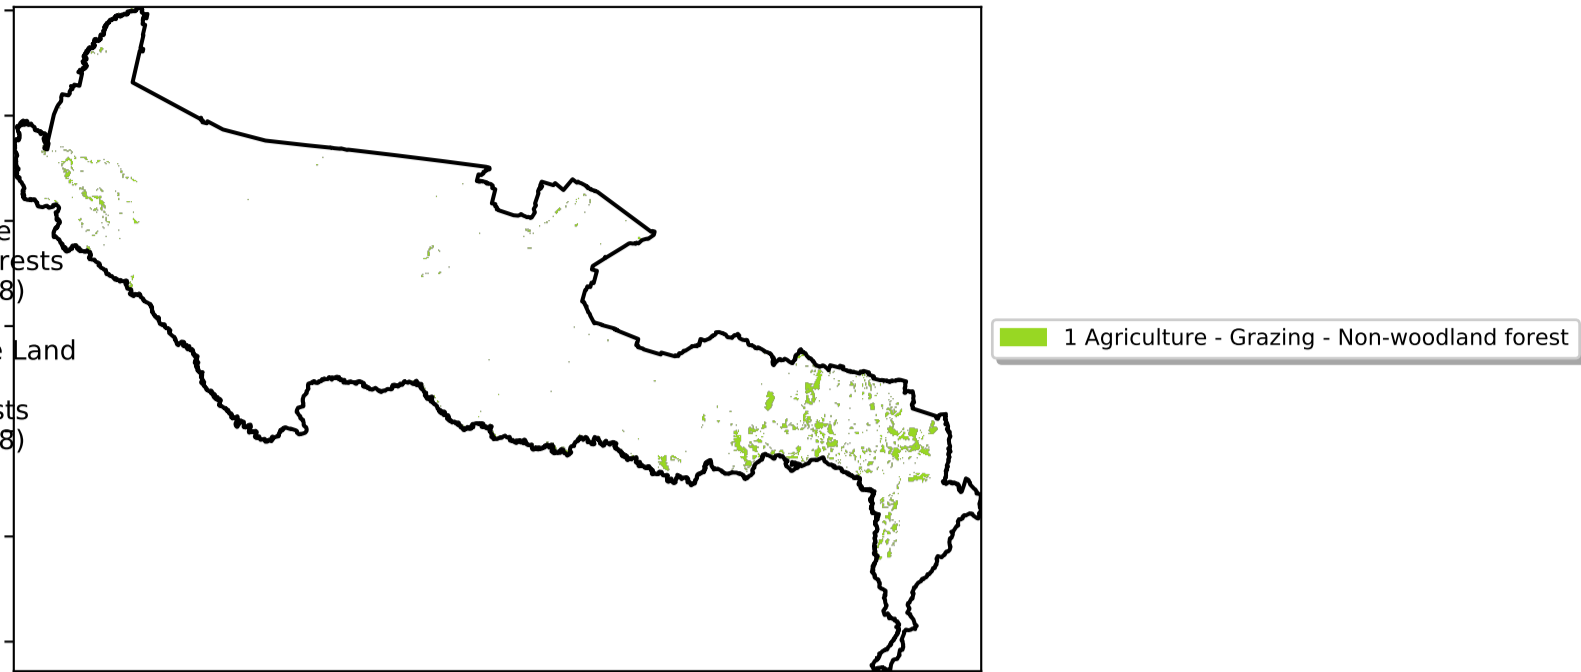 e
rests
8)
1 Agriculture - Grazing - Non-woodland forest
e Land
sts
8)